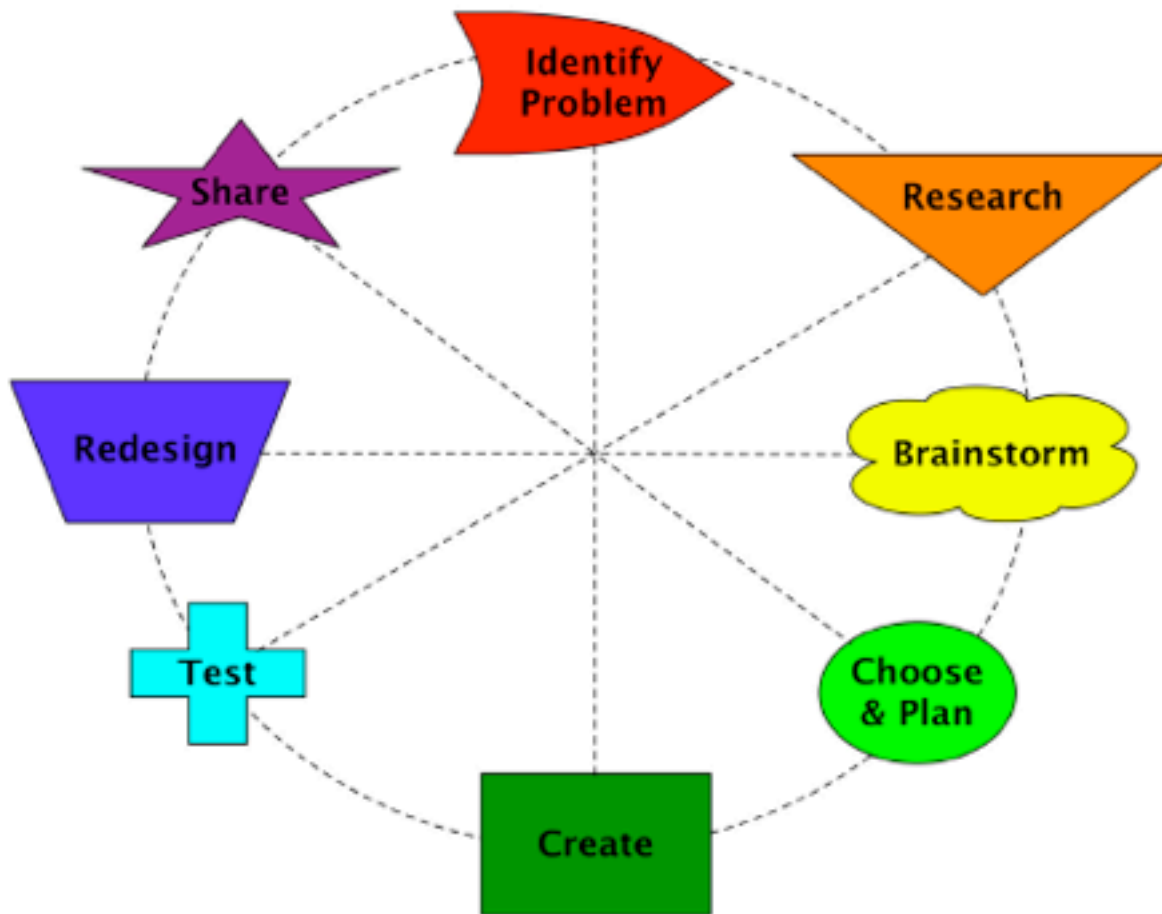 Identify
Problem
Research
Brainstorm
Choose
& Plan
Create
Test
Redesign
Share